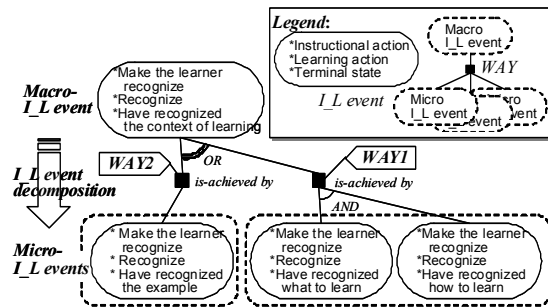 Legend:
*Instructional action
*Learning action
*Terminal state
I_L event
Macro
I_L event
WAY
Micro
I_L event
Macro-
I_L event
*Make the learner
recognize
*Recognize
*Have recognized
the context of learning
I_L event
decomposition
WAY2
OR
WAY1
is-achieved by
is-achieved by
AND
Micro-
I_L events
* Make the learner
recognize
* Recognize
* Have recognized
the example
*Make the learner
recognize
*Recognize
*Have recognized
what to learn
*Make the learner
recognize
*Recognize
*Have recognized
how to learn